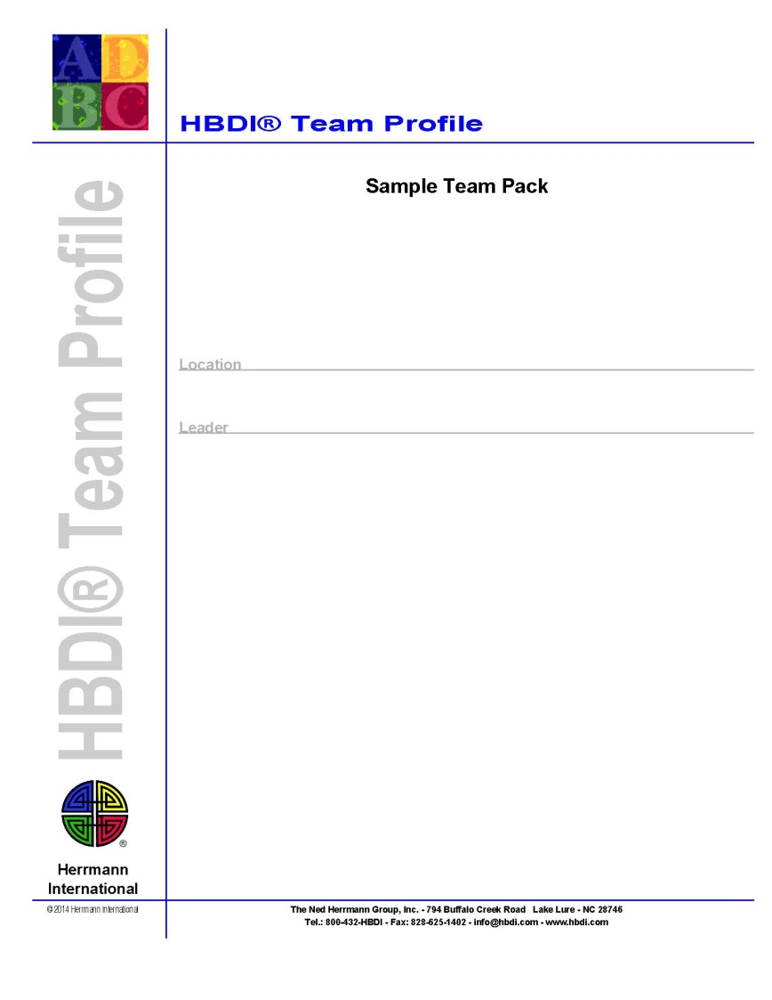 A D
B C
HBDI® Team Profile
Sample Team Pack
Location
Leader
HBDI® Team Profile
®
Herrmann
International
© 2014 Herrmann International
The Ned Herrmann Group, Inc. - 794 Buffalo Creek Road Lake Lure - NC 28746
Tel.: 800-432-HBDI - Fax: 828-625-1402 - info@hbdi.com - www.hbdi.com